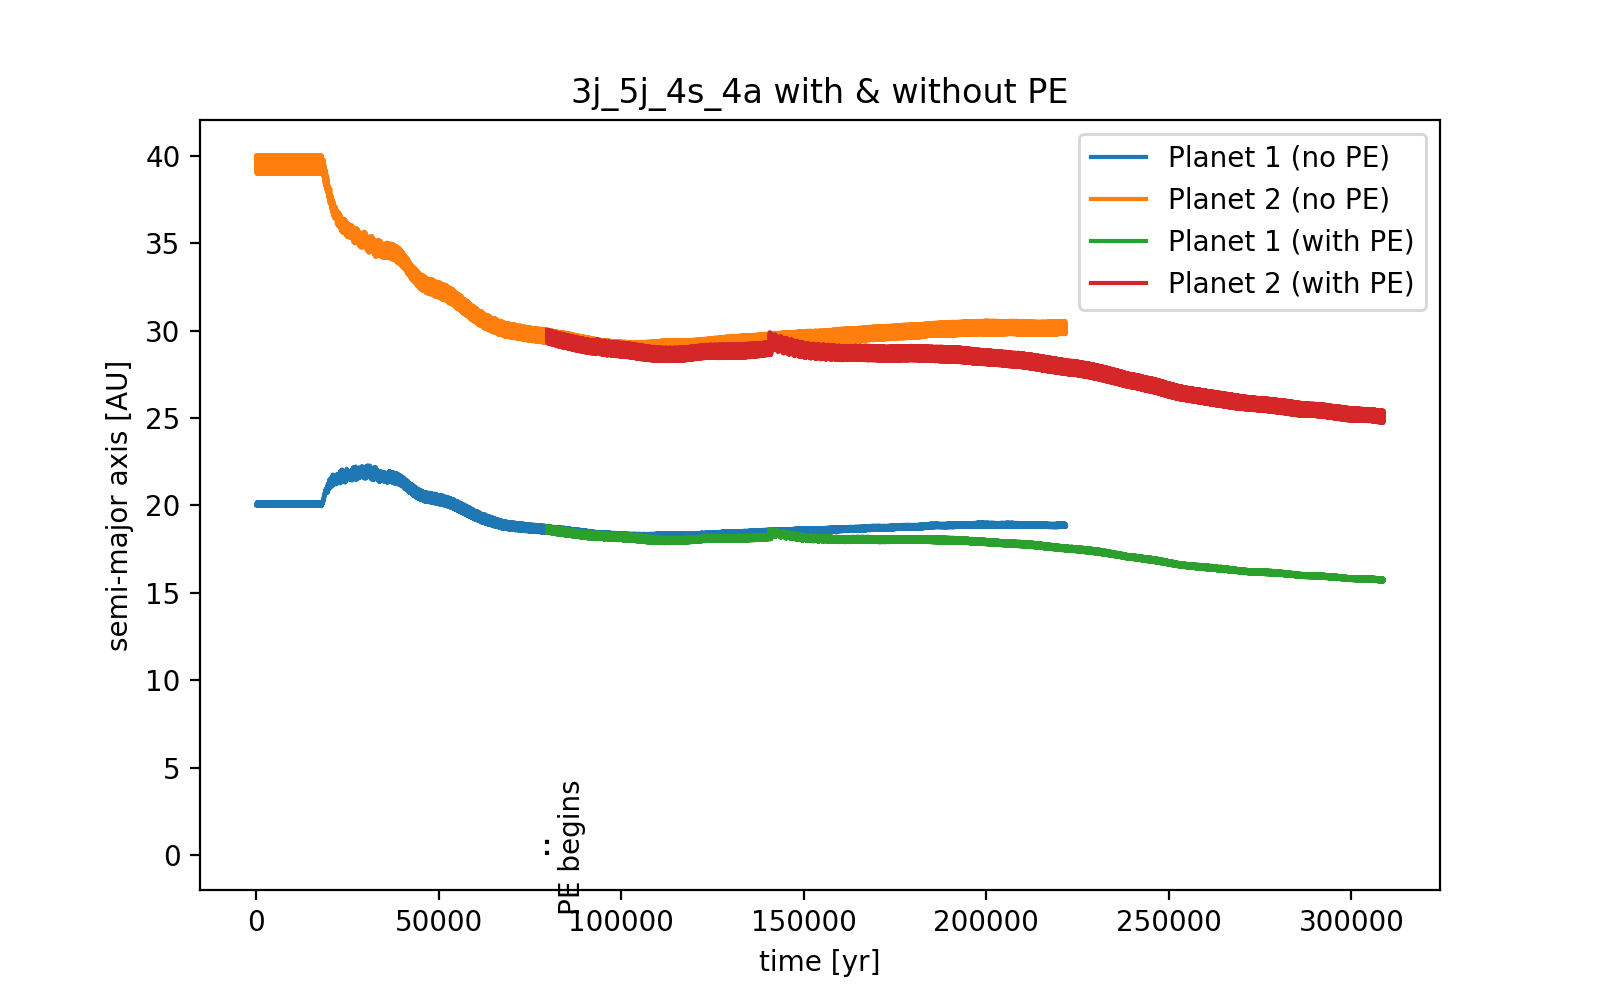 3j_5j_4s_4a with & without PE
Planet 1 (no PE)
Planet 2 (no PE)
Planet 1 (with PE)
Planet 2 (with PE)
semi-major axis [AU]
40
35
30
25
20
15
10
5
0
PE begins
0
50000
100000
150000
200000
250000
300000
time [yr]